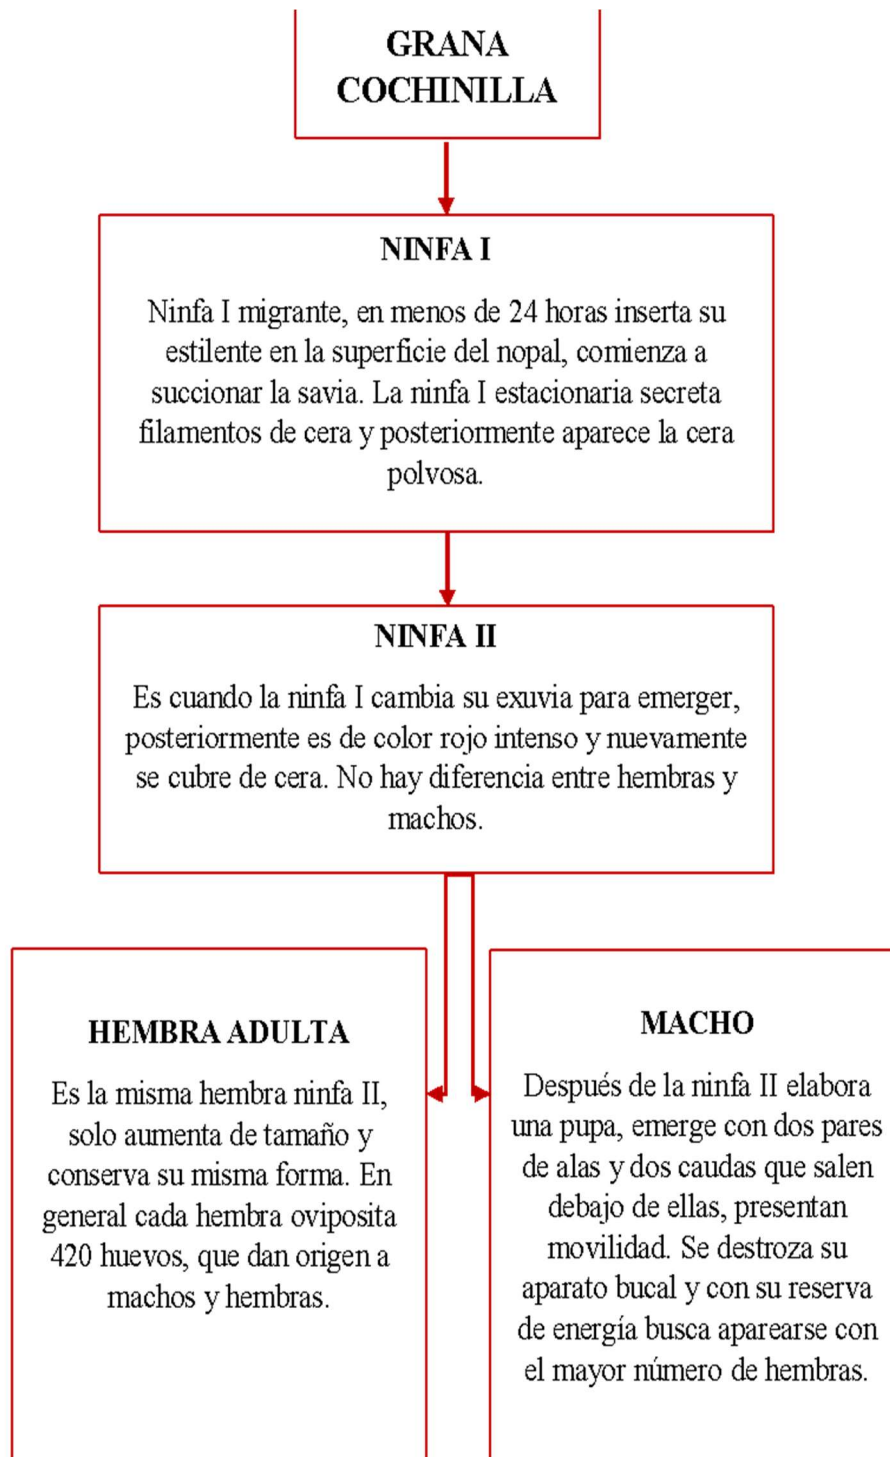 GRANA
COCHINILLA
NINFA I
Ninfa I migrante, en menos de 24 horas inserta su
estilente en la superficie del nopal, comienza a
succionar la savia. La ninfa I estacionaria secreta
filamentos de cera y posteriormente aparece la cera
polvosa.
NINFA II
Es cuando la ninfa I cambia su exuvia para emerger,
posteriormente es de color rojo intenso y nuevamente
se cubre de cera. No hay diferencia entre hembras y
machos.
HEMBRA ADULTA
Es la misma hembra ninfa II,
solo aumenta de tamaño y
conserva su misma forma. En
general cada hembra oviposita
420 huevos, que dan origen a
machos y hembras.
MACHO
Después de la ninfa II elabora
una pupa, emerge con dos pares
de alas y dos caudas que salen
debajo de ellas, presentan
movilidad. Se destroza su
aparato bucal y con su reserva
de energía busca aparearse con
el mayor número de hembras.